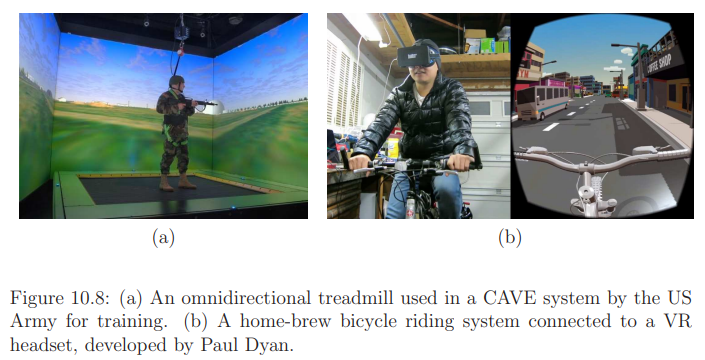 COFFEE SHOP
(a)
(b)
Figure 10.8: (a) An omnidirectional treadmill used in a CAVE system by the US
Army for training. (b) A home-brew bicycle riding system connected to a VR
headset, developed by Paul Dyan.